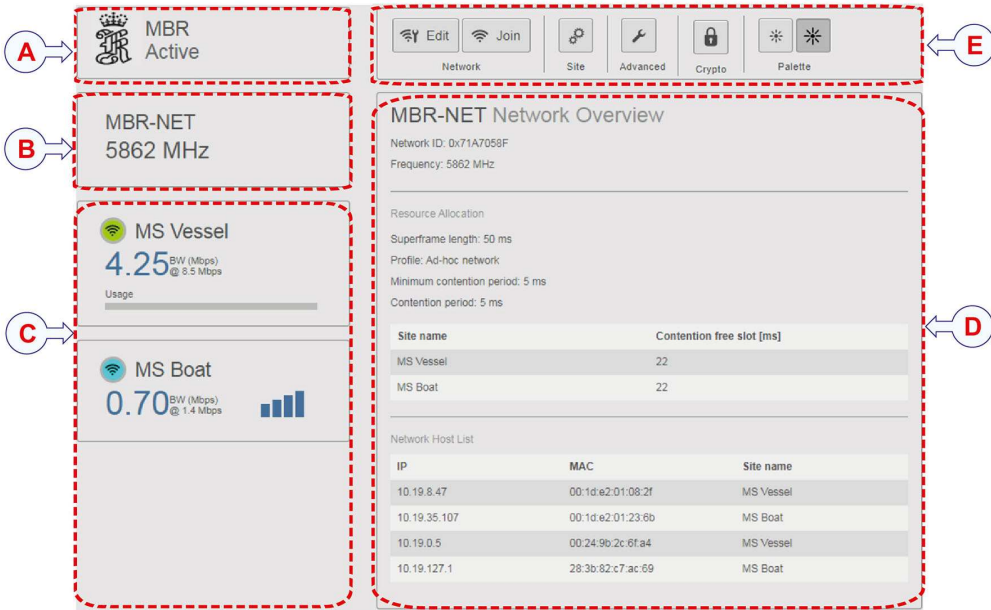 A
MBR
Active
Edit
Join
Network
Site
Advanced
Crypto
Palette
E
B
MBR-NET
5862 MHz
C
MS Vessel
4.25 BW (Mbps)
@ 8.5 Mbps
Usage
MS Boat
0.70 BW (Mbps)
@ 1.4 Mbps
D
MBR-NET Network Overview
Network ID: 0x71A7058F
Frequency: 5862 MHz
Resource Allocation
Superframe length: 50 ms
Profile: Ad-hoc network
Minimum contention period: 5 ms
Contention period: 5 ms
Site name Contention free slot [ms]
MS Vessel 22
MS Boat 22
Network Host List
IP MAC Site name
10.19.8.47 00:1d:e2:01:08:2f MS Vessel
10.19.35.107 00:1d:e2:01:23:6b MS Boat
10.19.0.5 00:24:9b:2c:6f:a4 MS Vessel
10.19.127.1 28:3b:82:c7:ac:69 MS Boat